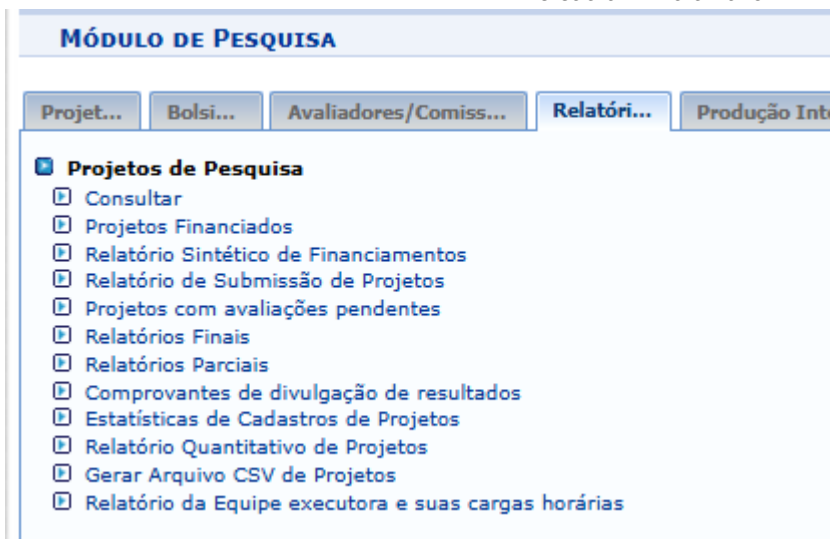 MÓDULO DE PESQUISA
Projet... Bolsi... Avaliadores/Comiss... Relatóri... Produção Int
Projetos de Pesquisa
Consultar
Projetos Financiados
Relatório Sintético de Financiamentos
Relatório de Submissão de Projetos
Projetos com avaliações pendentes
Relatórios Finais
Relatórios Parciais
Comprovantes de divulgação de resultados
Estatísticas de Cadastros de Projetos
Relatório Quantitativo de Projetos
Gerar Arquivo CSV de Projetos
Relatório da Equipe executora e suas cargas horárias